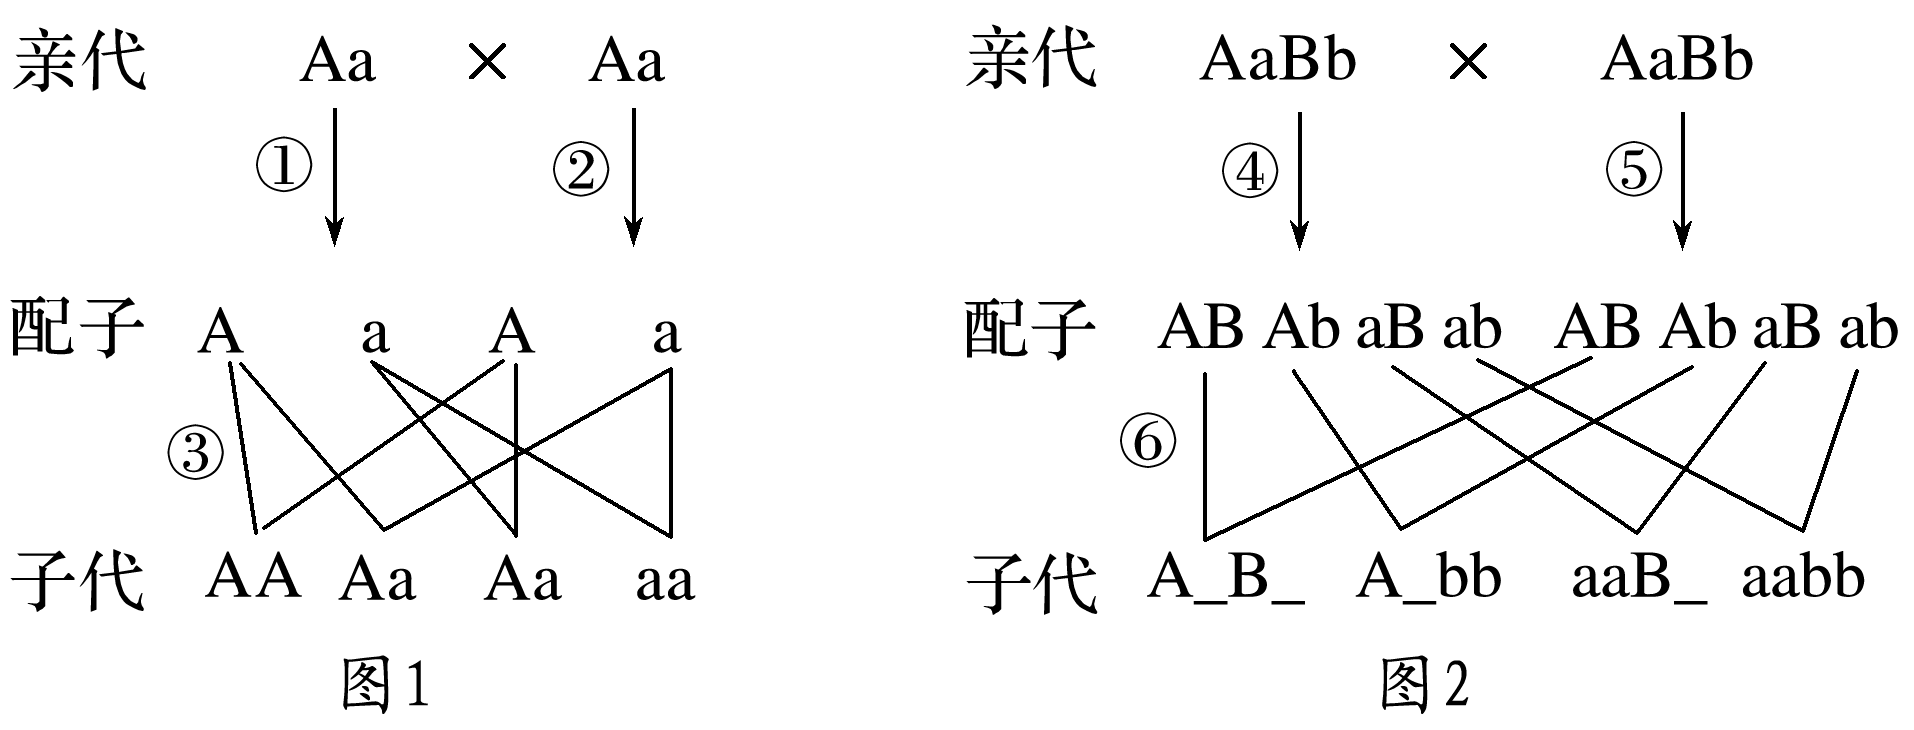 亲代 Aa × Aa
① ②
配子 A a A a
③
子代 AA Aa Aa aa
图1
亲代 AaBb × AaBb
④ ⑤
配子 AB Ab aB ab AB Ab aB ab
⑥
子代 A_B_ A_bb aaB_ aabb
图2